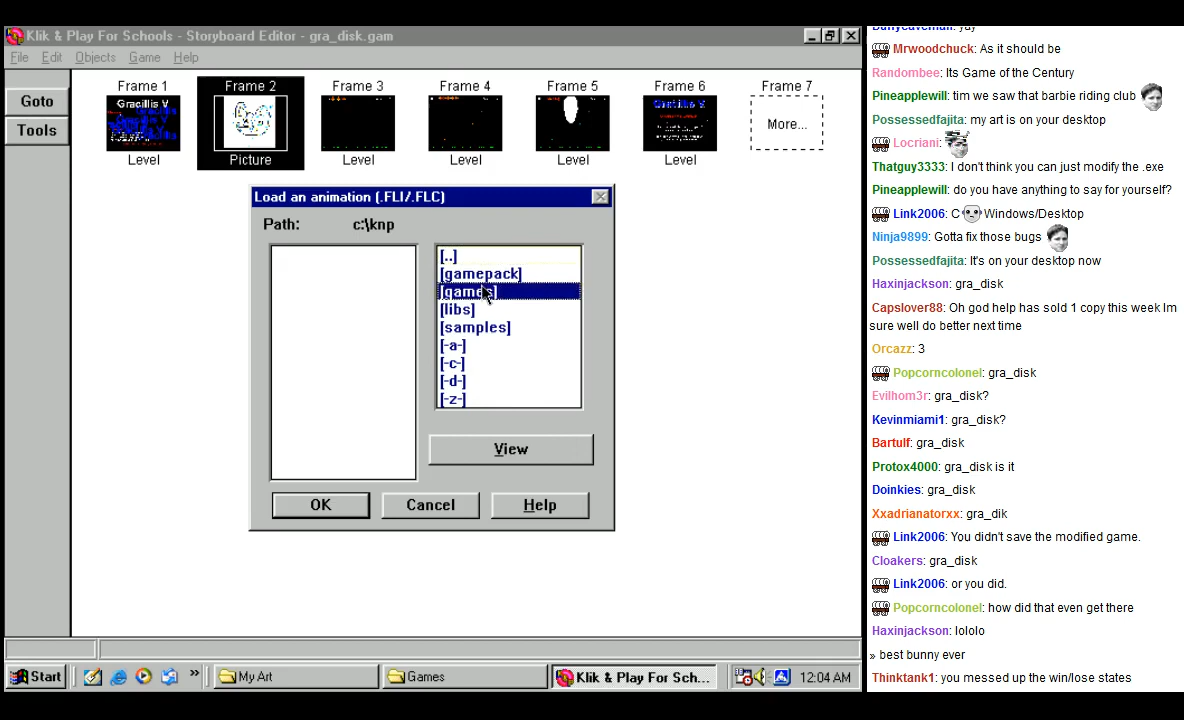 Klik & Play For Schools - Storyboard Editor - gra_disk.gam
File Edit Objects Game Help
Goto
Tools
Frame 1 Frame 2 Frame 3 Frame 4 Frame 5 Frame 6 Frame 7
Gracillis V
Gracillis V
More...
Level Picture Level Level Level Level
Load an animation (.FLI/.FLC)
Path: c:\knp
[..]
[gamepack]
[games]
[libs]
[samples]
[-a-]
[-c-]
[-d-]
[-z-]
View
OK Cancel Help
Start » My Art Games Klik & Play For Sch... 12:04 AM
Mrwoodchuck: As it should be
Randombee: Its Game of the Century
Pineapplewill: tim we saw that barbie riding club
Possessedfajita: my art is on your desktop
Locriani:
Thatguy3333: I don't think you can just modify the .exe
Pineapplewill: do you have anything to say for yourself?
Link2006: C Windows/Desktop
Ninja9899: Gotta fix those bugs
Possessedfajita: It's on your desktop now
Haxinjackson: gra_disk
Capslover88: Oh god help has sold 1 copy this week Im
sure well do better next time
Orcazz: 3
Popcorncolonel: gra_disk
Evilhom3r: gra_disk?
Kevinmiami1: gra_disk?
Bartulf: gra_disk
Protox4000: gra_disk is it
Doinkies: gra_disk
Xxadrianatorxx: gra_dik
Link2006: You didn't save the modified game.
Cloakers: gra_disk
Link2006: or you did.
Popcorncolonel: how did that even get there
Haxinjackson: lololo
» best bunny ever
Thinktank1: you messed up the win/lose states